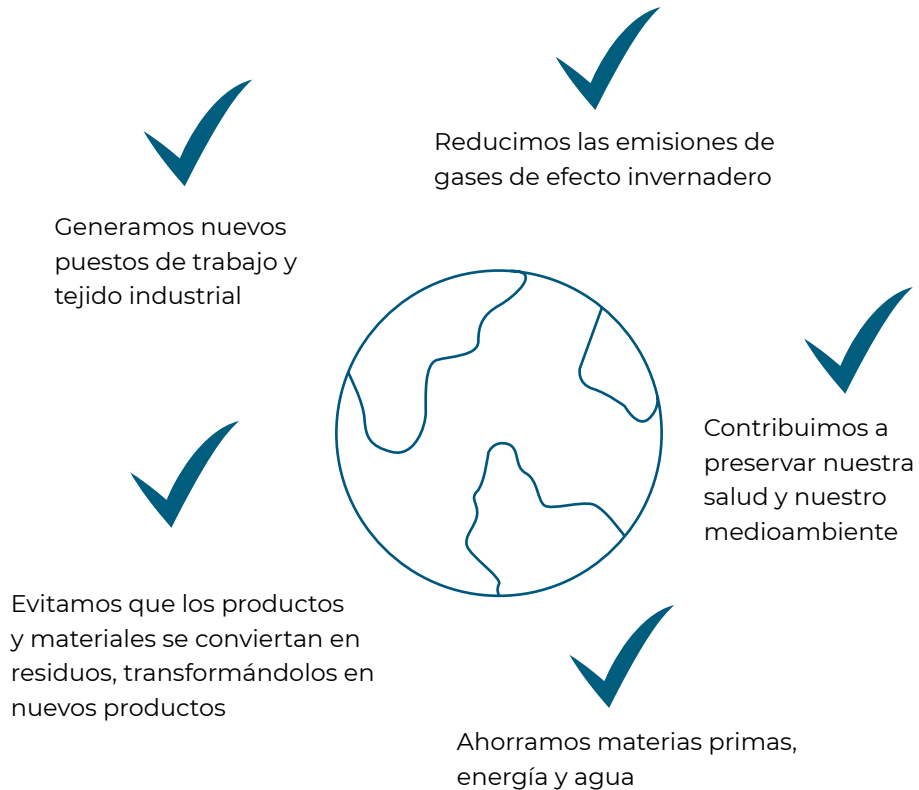 Reducimos las emisiones de
gases de efecto invernadero
Generamos nuevos
puestos de trabajo y
tejido industrial
Contribuimos a
preservar nuestra
salud y nuestro
medioambiente
Evitamos que los productos
y materiales se conviertan en
residuos, transformándolos en
nuevos productos
Ahorramos materias primas,
energía y agua